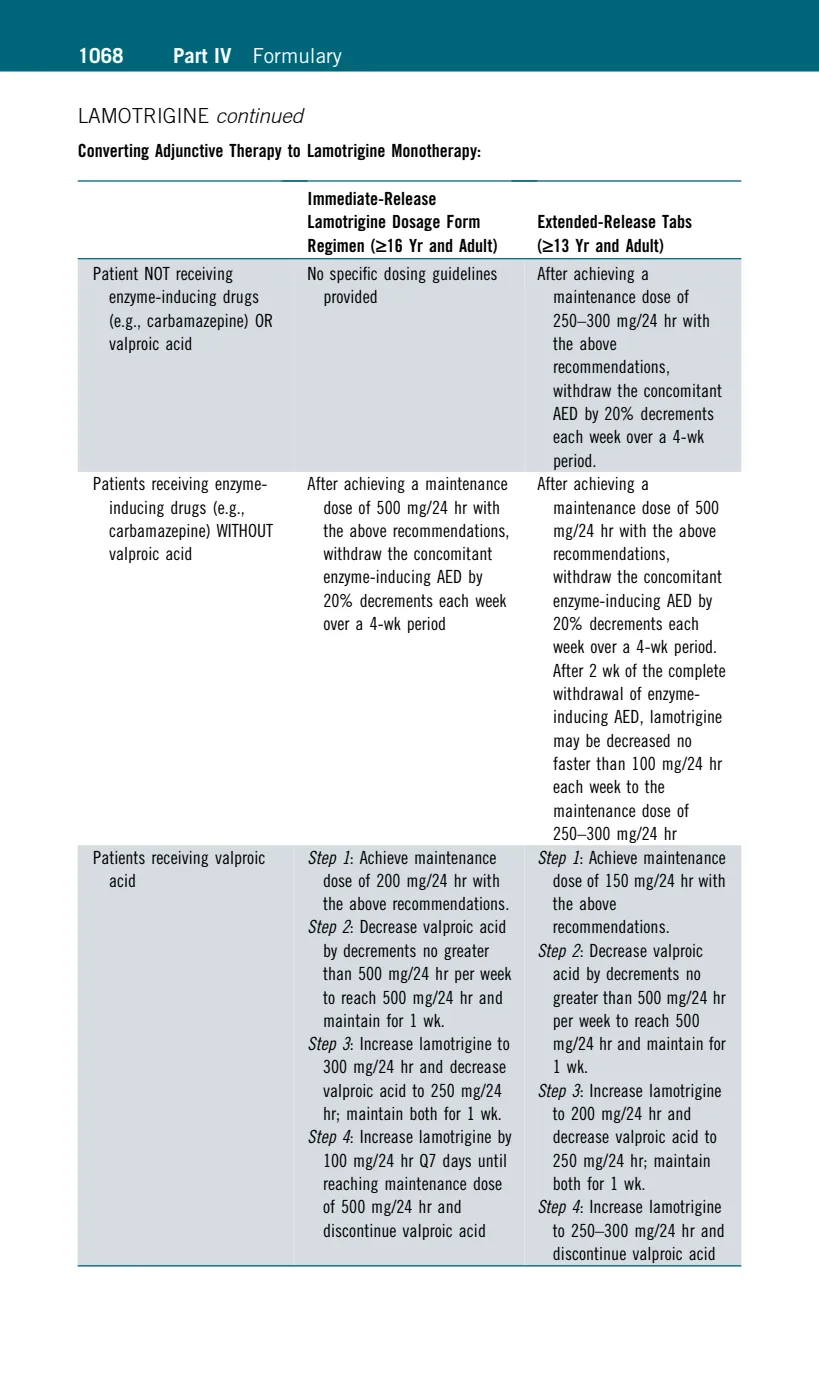 1068 Part IV Formulary
LAMOTRIGINE continued
Converting Adjunctive Therapy to Lamotrigine Monotherapy:
Immediate-Release
Lamotrigine Dosage Form
Regimen (≥16 Yr and Adult)
Extended-Release Tabs
(≥13 Yr and Adult)
Patient NOT receiving
enzyme-inducing drugs
(e.g., carbamazepine) OR
valproic acid
No specific dosing guidelines
provided
After achieving a
maintenance dose of
250–300 mg/24 hr with
the above
recommendations,
withdraw the concomitant
AED by 20% decrements
each week over a 4-wk
period.
Patients receiving enzyme-
inducing drugs (e.g.,
carbamazepine) WITHOUT
valproic acid
After achieving a maintenance
dose of 500 mg/24 hr with
the above recommendations,
withdraw the concomitant
enzyme-inducing AED by
20% decrements each week
over a 4-wk period
After achieving a
maintenance dose of 500
mg/24 hr with the above
recommendations,
withdraw the concomitant
enzyme-inducing AED by
20% decrements each
week over a 4-wk period.
After 2 wk of the complete
withdrawal of enzyme-
inducing AED, lamotrigine
may be decreased no
faster than 100 mg/24 hr
each week to the
maintenance dose of
250–300 mg/24 hr
Patients receiving valproic
acid
Step 1: Achieve maintenance
dose of 200 mg/24 hr with
the above recommendations.
Step 2: Decrease valproic acid
by decrements no greater
than 500 mg/24 hr per week
to reach 500 mg/24 hr and
maintain for 1 wk.
Step 3: Increase lamotrigine to
300 mg/24 hr and decrease
valproic acid to 250 mg/24
hr; maintain both for 1 wk.
Step 4: Increase lamotrigine by
100 mg/24 hr Q7 days until
reaching maintenance dose
of 500 mg/24 hr and
discontinue valproic acid
Step 1: Achieve maintenance
dose of 150 mg/24 hr with
the above
recommendations.
Step 2: Decrease valproic
acid by decrements no
greater than 500 mg/24 hr
per week to reach 500
mg/24 hr and maintain for
1 wk.
Step 3: Increase lamotrigine
to 200 mg/24 hr and
decrease valproic acid to
250 mg/24 hr; maintain
both for 1 wk.
Step 4: Increase lamotrigine
to 250–300 mg/24 hr and
discontinue valproic acid